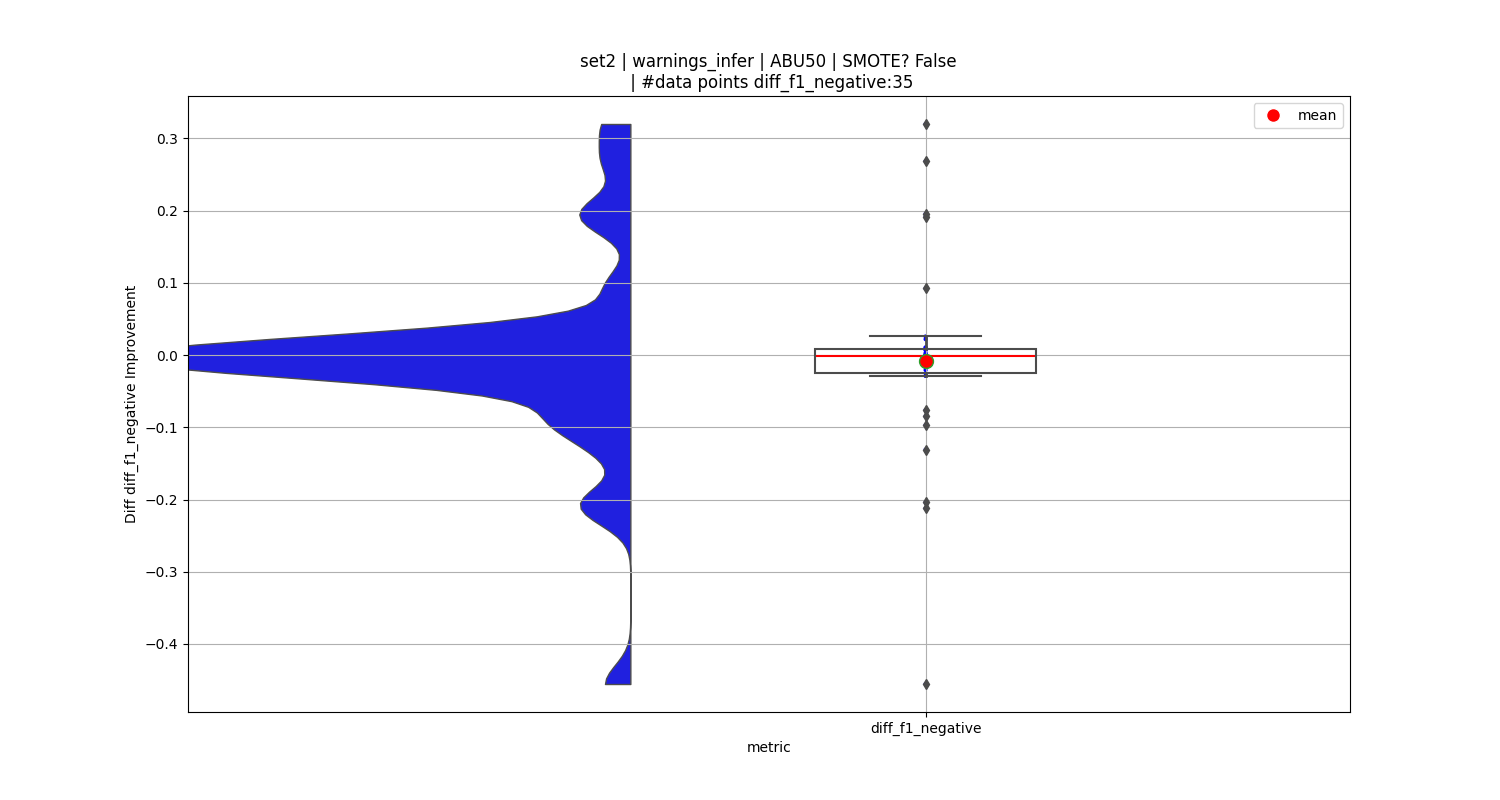 set2 | warnings_infer | ABU50 | SMOTE? False
| #data points diff_f1_negative:35
mean
0.3
0.2
0.1
0.0
−0.1
−0.2
−0.3
−0.4
Diff diff_f1_negative Improvement
diff_f1_negative
metric